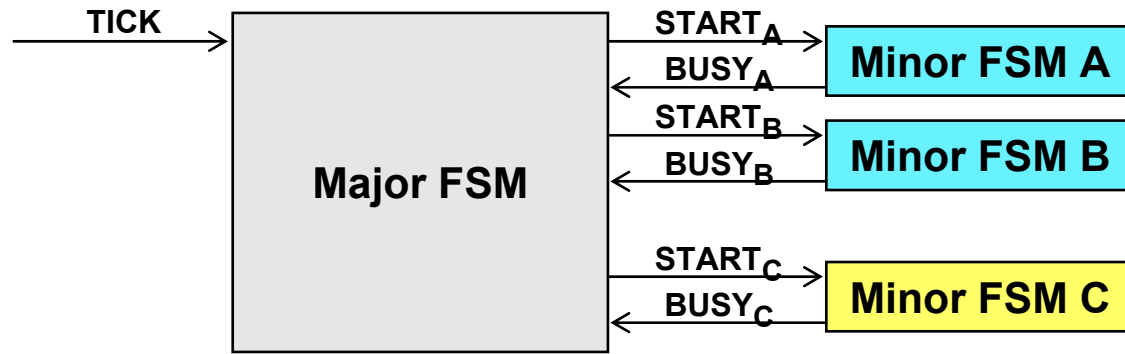 TICK
Major FSM
START_A
BUSY_A
START_B
BUSY_B
START_C
BUSY_C
Minor FSM A
Minor FSM B
Minor FSM C